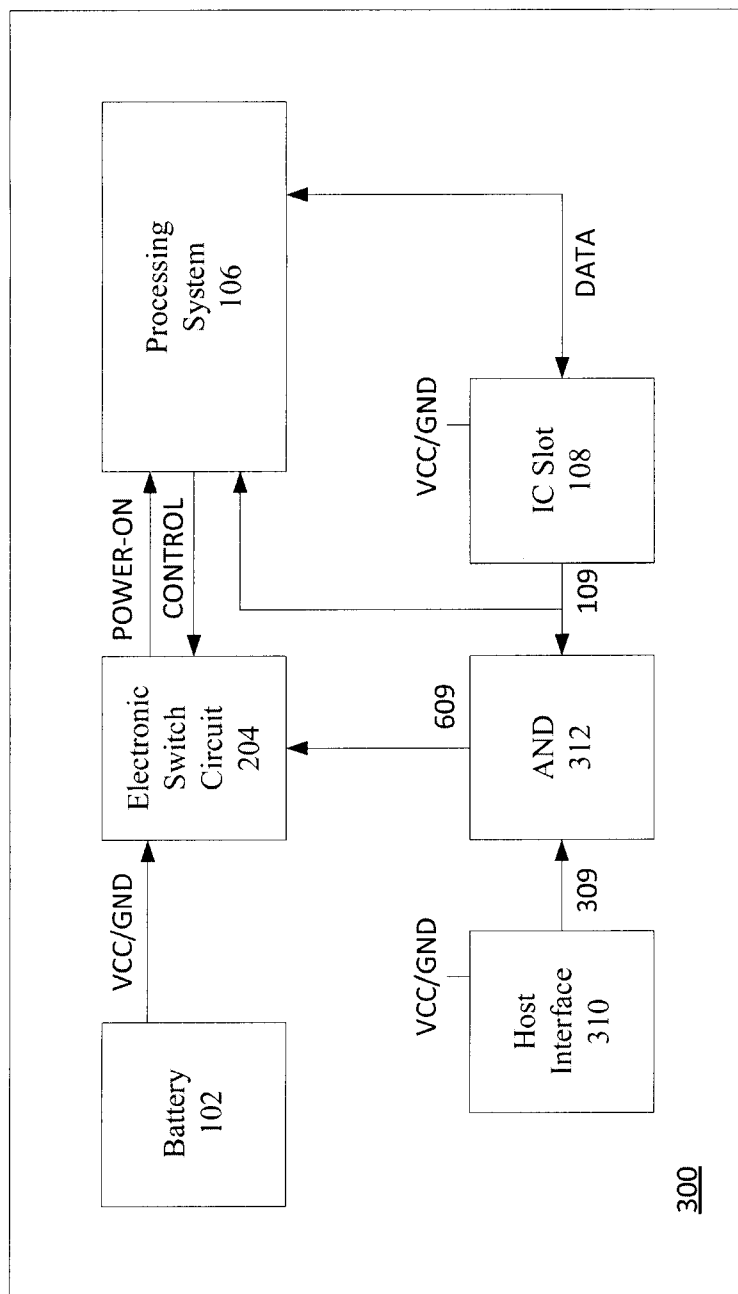 Battery
102
VCC/GND
Electronic
Switch
Circuit
204
POWER-ON
CONTROL
Processing
System
106
Host
Interface
310
VCC/GND
309
AND
312
609
109
IC Slot
108
VCC/GND
DATA
300